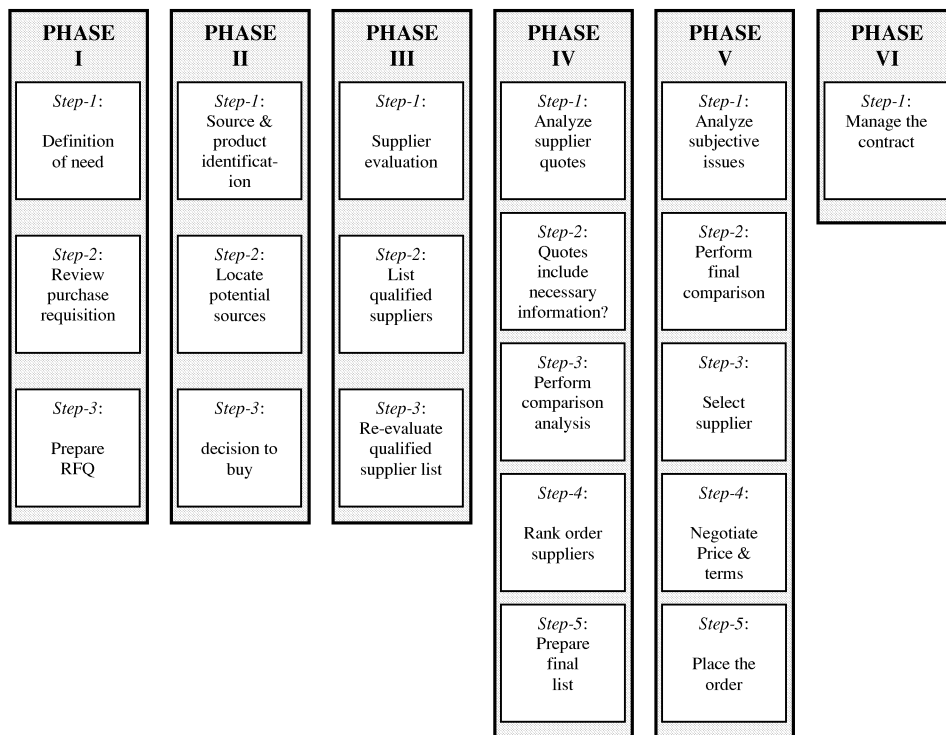 PHASE
I
Step-1:
Definition
of need
Step-2:
Review
purchase
requisition
Step-3:
Prepare
RFQ
PHASE
II
Step-1:
Source &
product
identificat-
ion
Step-2:
Locate
potential
sources
Step-3:
decision to
buy
PHASE
III
Step-1:
Supplier
evaluation
Step-2:
List
qualified
suppliers
Step-3:
Re-evaluate
qualified
supplier list
PHASE
IV
Step-1:
Analyze
supplier
quotes
Step-2:
Quotes
include
necessary
information?
Step-3:
Perform
comparison
analysis
Step-4:
Rank order
suppliers
Step-5:
Prepare
final
list
PHASE
V
Step-1:
Analyze
subjective
issues
Step-2:
Perform
final
comparison
Step-3:
Select
supplier
Step-4:
Negotiate
Price &
terms
Step-5:
Place the
order
PHASE
VI
Step-1:
Manage the
contract